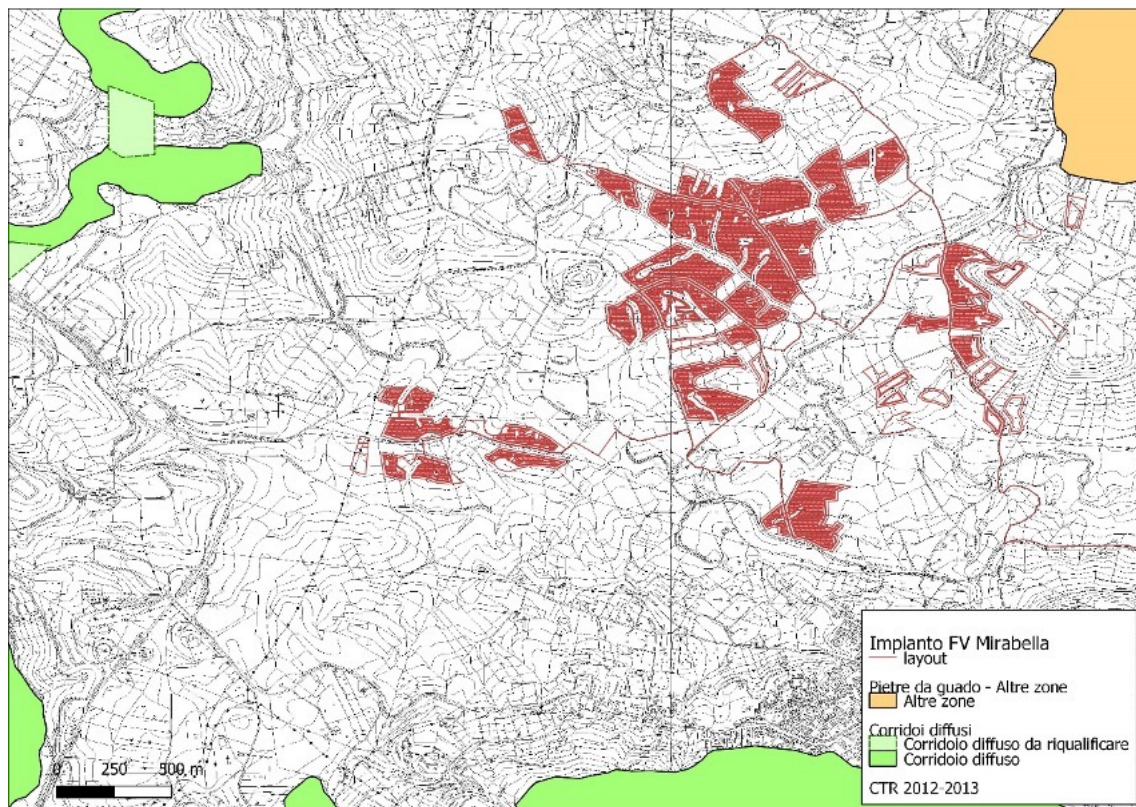 Impianto FV Mirabella
layout
Pietre da guado - Altre zone
Altre zone
Corridoi diffusi
Corridoio diffuso da riqualificare
Corridoio diffuso
CTR 2012-2013
0 250 500 m